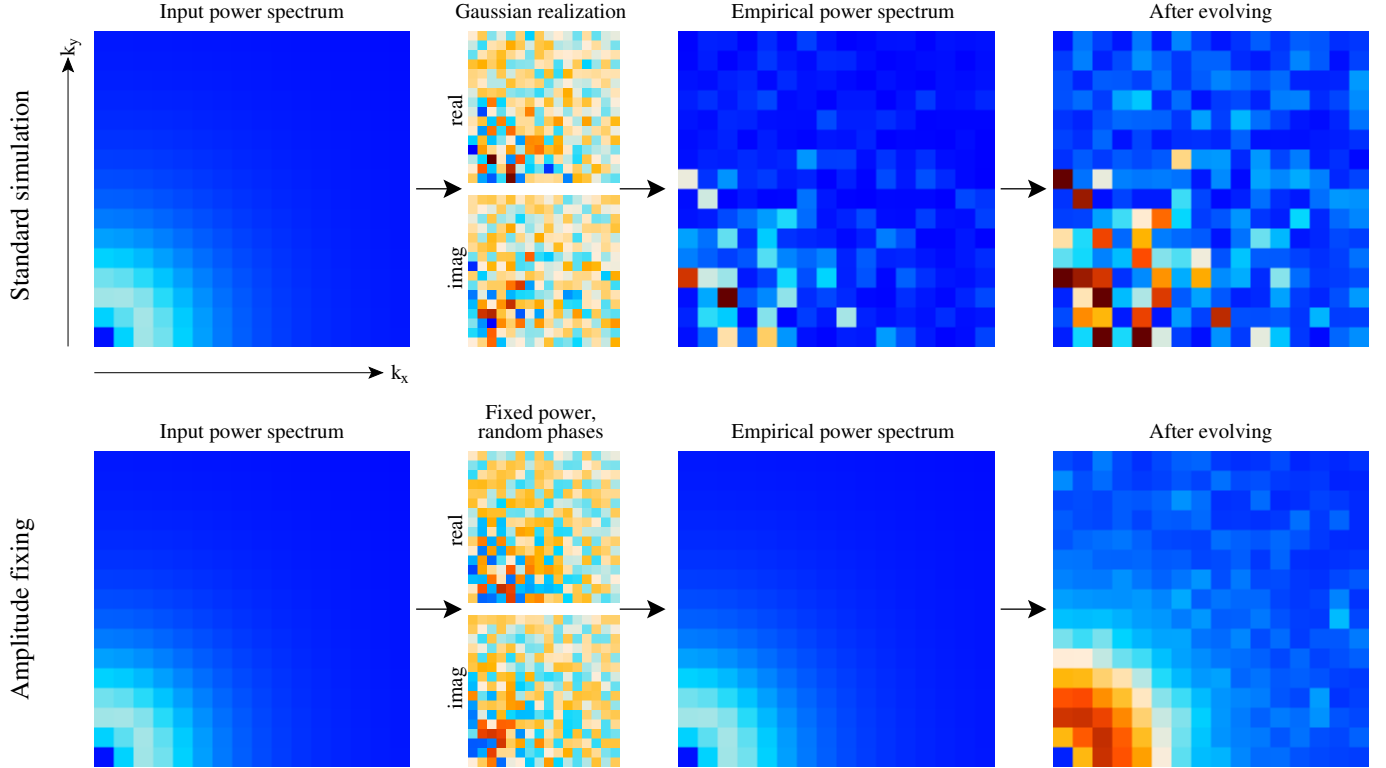 Input power spectrum
Gaussian realization
Empirical power spectrum
After evolving
Standard simulation
k_y
real
imag
k_x
Fixed power,
random phases
Input power spectrum
Empirical power spectrum
After evolving
Amplitude fixing
real
imag